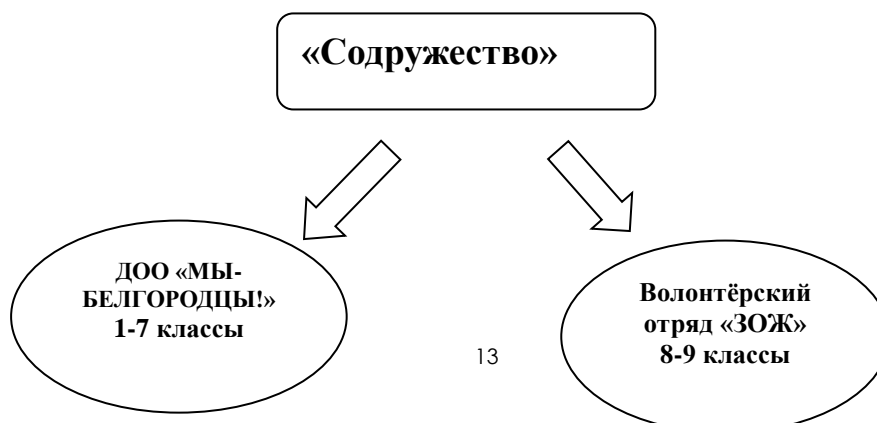 «Содружество»
ДОО «МЫ-
БЕЛГОРОДЦЫ!»
1-7 классы
Волонтёрский
отряд «ЗОЖ»
8-9 классы
13